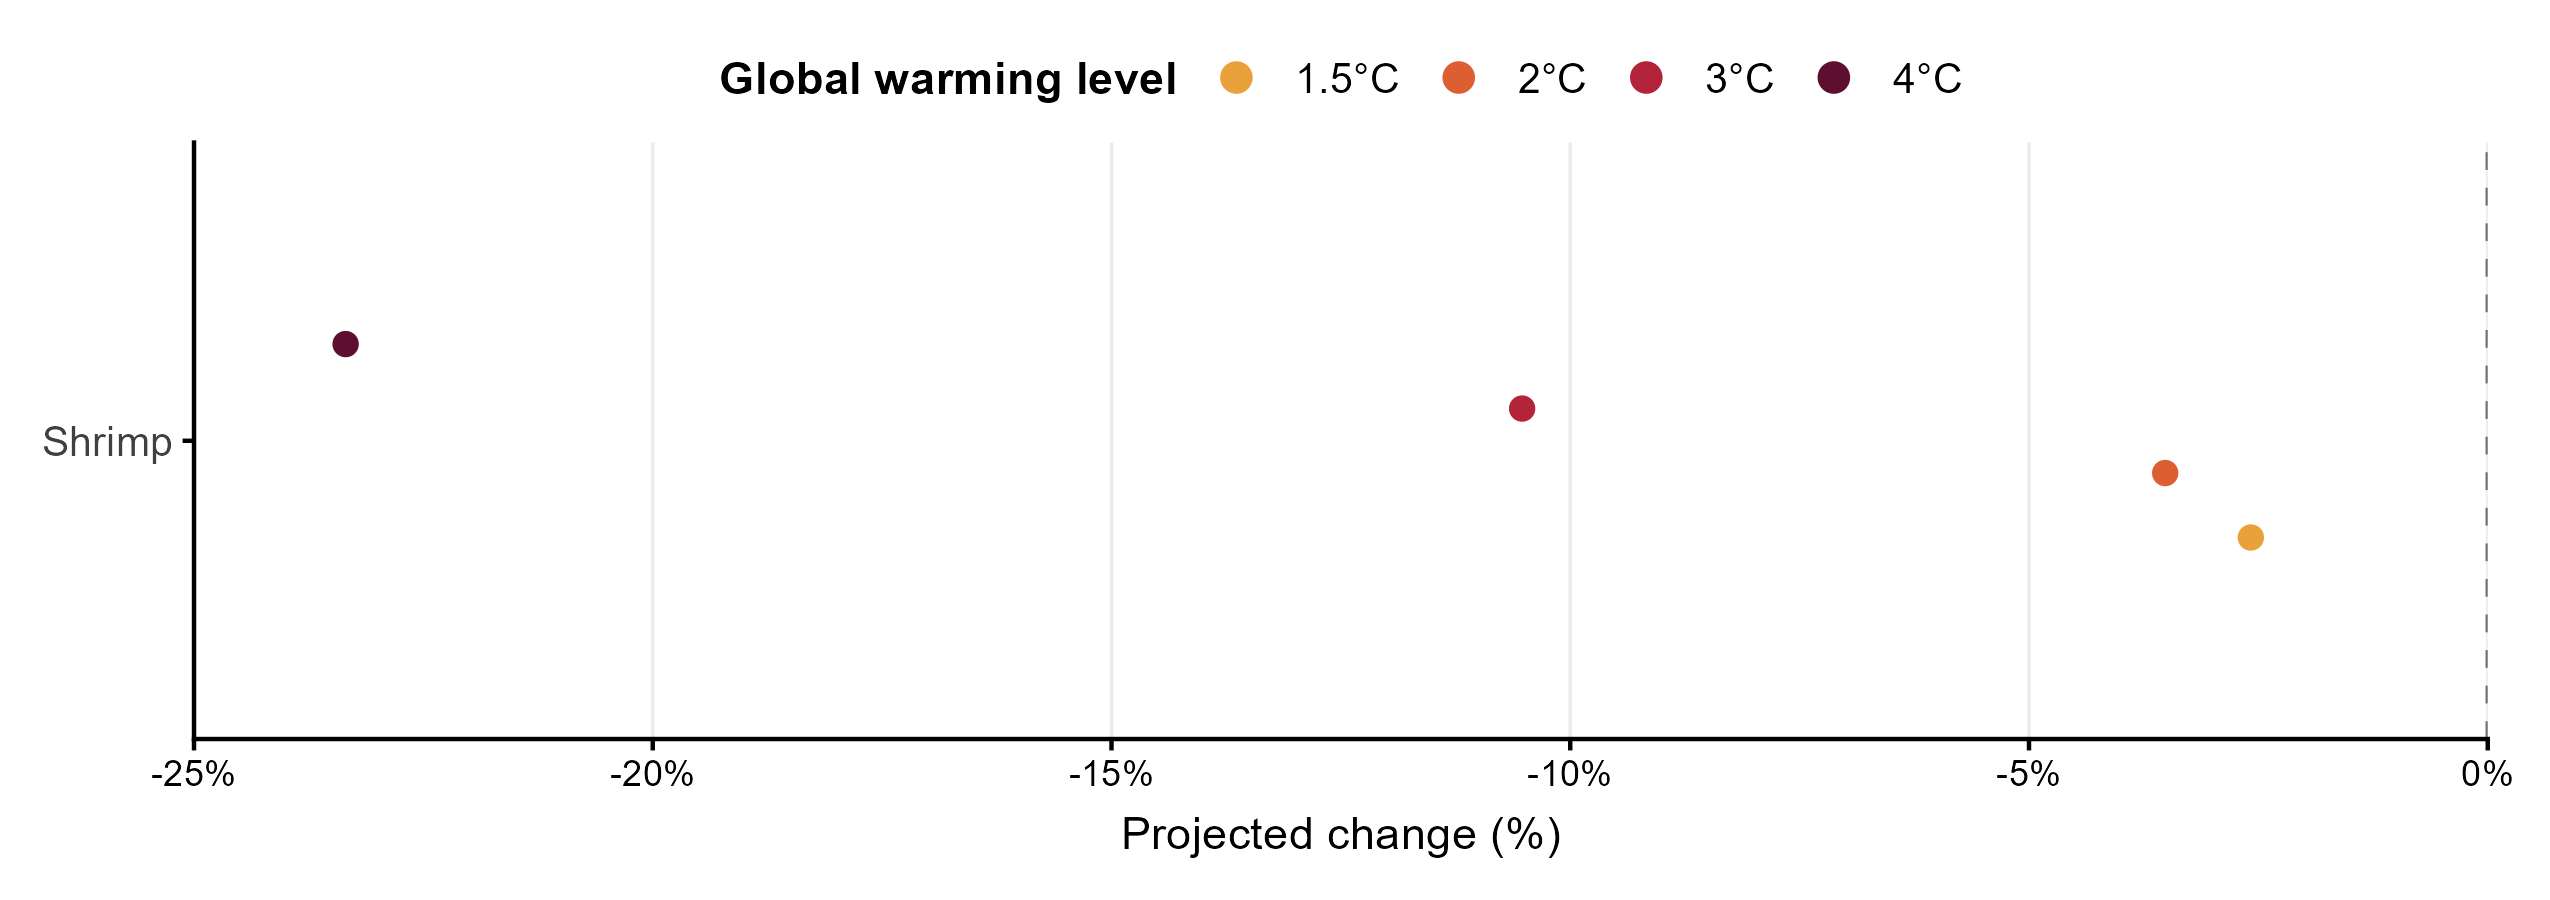 Global warming level 1.5°C 2°C 3°C 4°C
Shrimp
-25% -20% -15% -10% -5% 0%
Projected change (%)